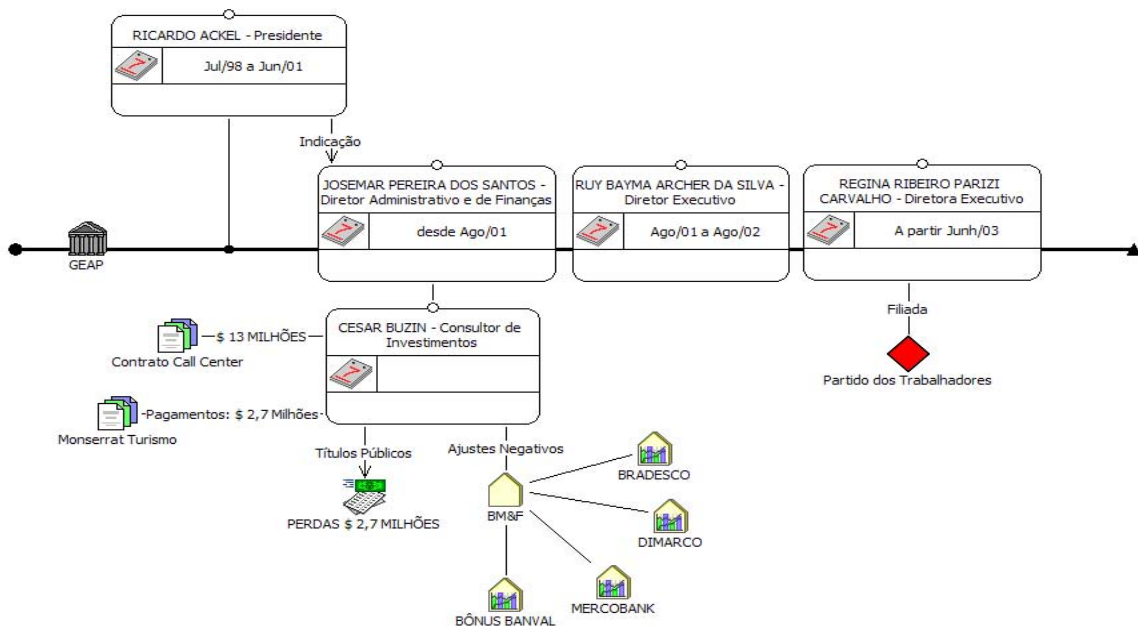 RICARDO ACKEL - Presidente
Jul/98 a Jun/01
Indicação
JOSEMAR PEREIRA DOS SANTOS -
Diretor Administrativo e de Finanças
desde Ago/01
RUY BAYMA ARCHER DA SILVA -
Diretor Executivo
Ago/01 a Ago/02
REGINA RIBEIRO PARIZI
CARVALHO - Diretora Executivo
A partir Junh/03
GEAP
Filiada
Partido dos Trabalhadores
CESAR BUZIN - Consultor de
Investimentos
$ 13 MILHÕES
Contrato Call Center
Pagamentos: $ 2,7 Milhões
Monserrat Turismo
Títulos Públicos
PERDAS $ 2,7 MILHÕES
Ajustes Negativos
BM&F
BRADESCO
DIMARCO
MERCOBANK
BÔNUS BANVAL